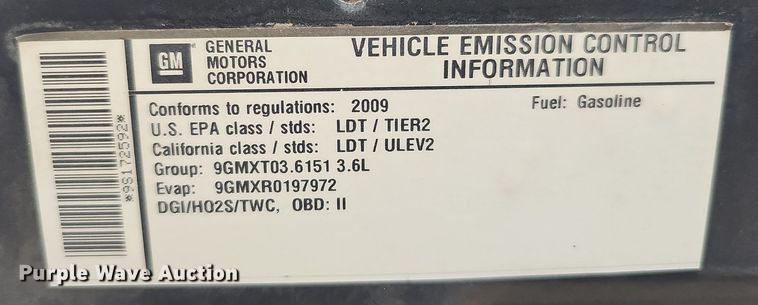 GM
GENERAL MOTORS CORPORATION
VEHICLE EMISSION CONTROL INFORMATION
Conforms to regulations: 2009
Fuel: Gasoline
U.S. EPA class / stds: LDT / TIER2
California class / stds: LDT / ULEV2
Group: 9GMXT03.6151 3.6L
Evap: 9GMXR0197972
DGI/HO2S/TWC, OBD: II
*9S172592*
Purple Wave Auction